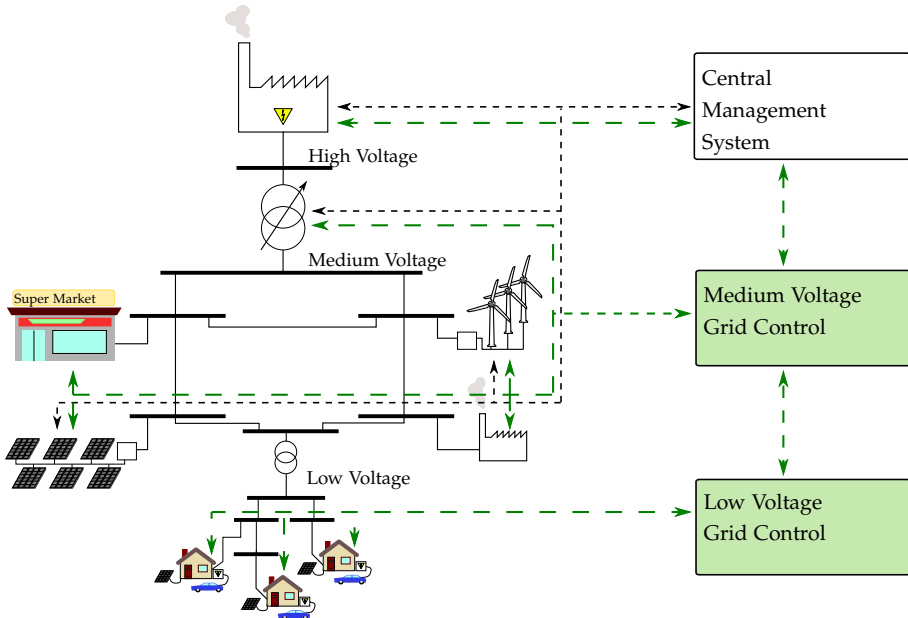 Central
Management
System
High Voltage
Medium Voltage
Super Market
Medium Voltage
Grid Control
Low Voltage
Low Voltage
Grid Control